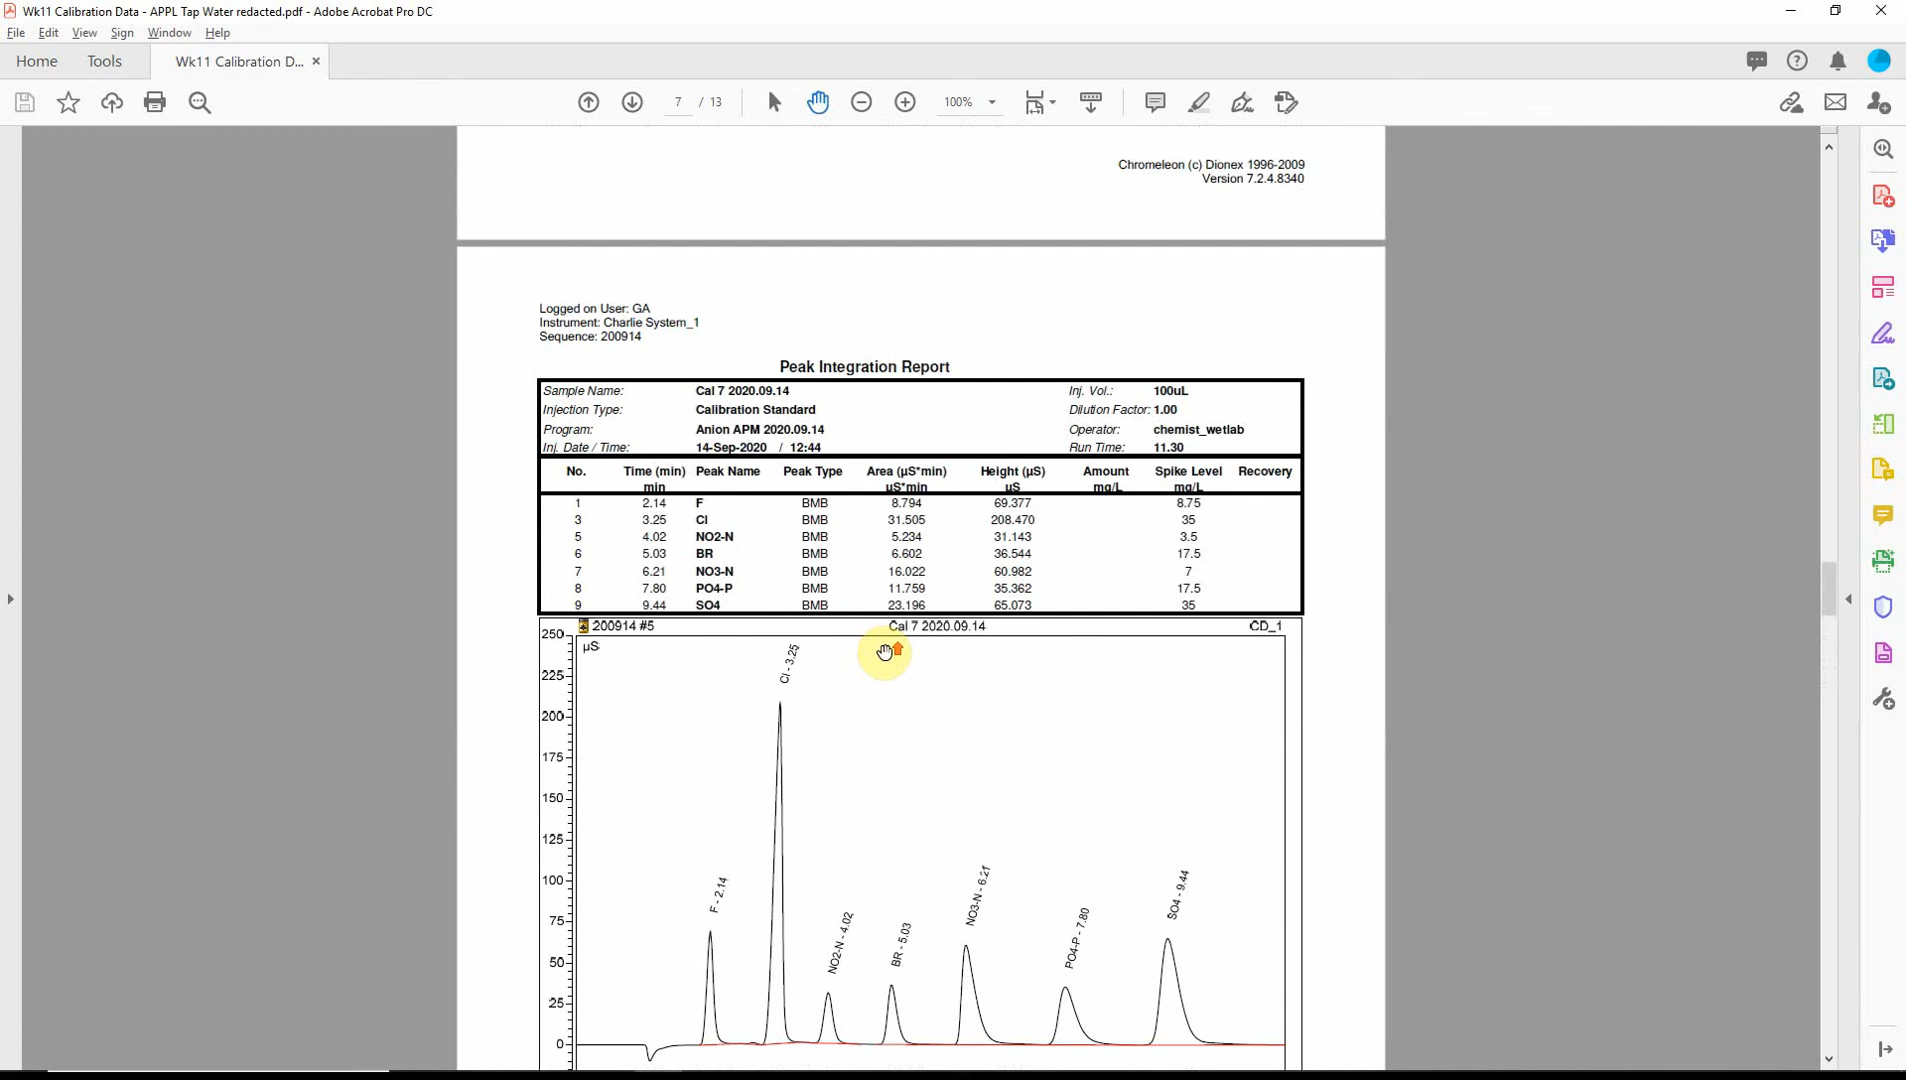 Wk11 Calibration Data - APPL Tap Water redacted.pdf - Adobe Acrobat Pro DC
File Edit View Sign Window Help
Home Tools Wk11 Calibration D... ×
7 / 13 100%
Chromeleon (c) Dionex 1996-2009
Version 7.2.4.8340
Logged on User: GA
Instrument: Charlie System_1
Sequence: 200914
Peak Integration Report
Sample Name: Cal 7 2020.09.14 Inj. Vol.: 100uL
Injection Type: Calibration Standard Dilution Factor: 1.00
Program: Anion APM 2020.09.14 Operator: chemist_wetlab
Inj. Date / Time: 14-Sep-2020 / 12:44 Run Time: 11.30
No. Time (min) Peak Name Peak Type Area (µS*min) Height (µS) Amount Spike Level Recovery
min µS*min µS mg/L mg/L
1 2.14 F BMB 8.794 69.377 8.75
3 3.25 Cl BMB 31.505 208.470 35
5 4.02 NO2-N BMB 5.234 31.143 3.5
6 5.03 BR BMB 6.602 36.544 17.5
7 6.21 NO3-N BMB 16.022 60.982 7
8 7.80 PO4-P BMB 11.759 35.362 17.5
9 9.44 SO4 BMB 23.196 65.073 35
200914 #5 Cal 7 2020.09.14 CD_1
250
µS
Cl - 3.25
225
200
175
150
125
100
F - 2.14
NO3-N - 6.21
SO4 - 9.44
75
NO2-N - 4.02
BR - 5.03
PO4-P - 7.80
50
25
0